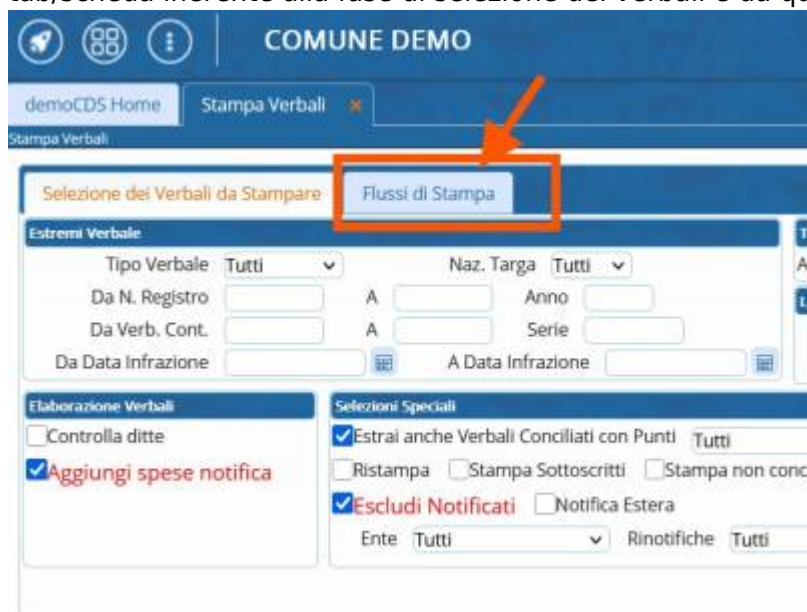 COMUNE DEMO
demoCDS Home Stampa Verbali ×
Stampa Verbali
Selezione dei Verbali da Stampare Flussi di Stampa
Estremi Verbale
Tipo Verbale Tutti Naz. Targa Tutti
Da N. Registro A Anno
Da Verb. Cont. A Serie
Da Data Infrazione A Data Infrazione
Elaborazione Verbali Selezioni Speciali
Controlla ditte Estrai anche Verbali Conciliati con Punti Tutti
Aggiungi spese notifica Ristampa Stampa Sottoscritti Stampa non conc
Escludi Notificati Notifica Estera
Ente Tutti Rinotifiche Tutti